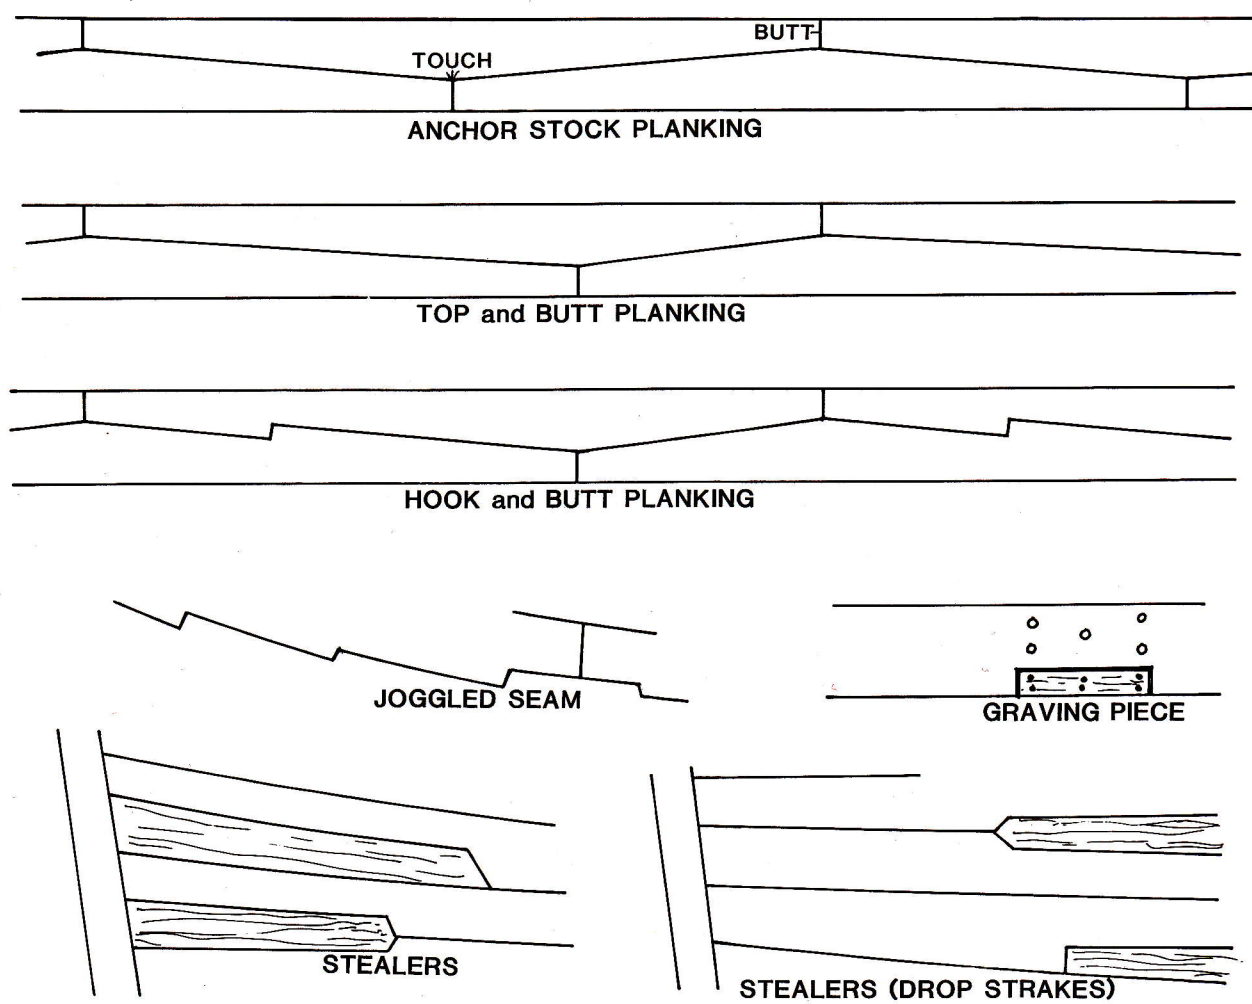 BUTT
TOUCH
ANCHOR STOCK PLANKING
TOP and BUTT PLANKING
HOOK and BUTT PLANKING
JOGGLED SEAM
GRAVING PIECE
STEALERS
STEALERS (DROP STRAKES)